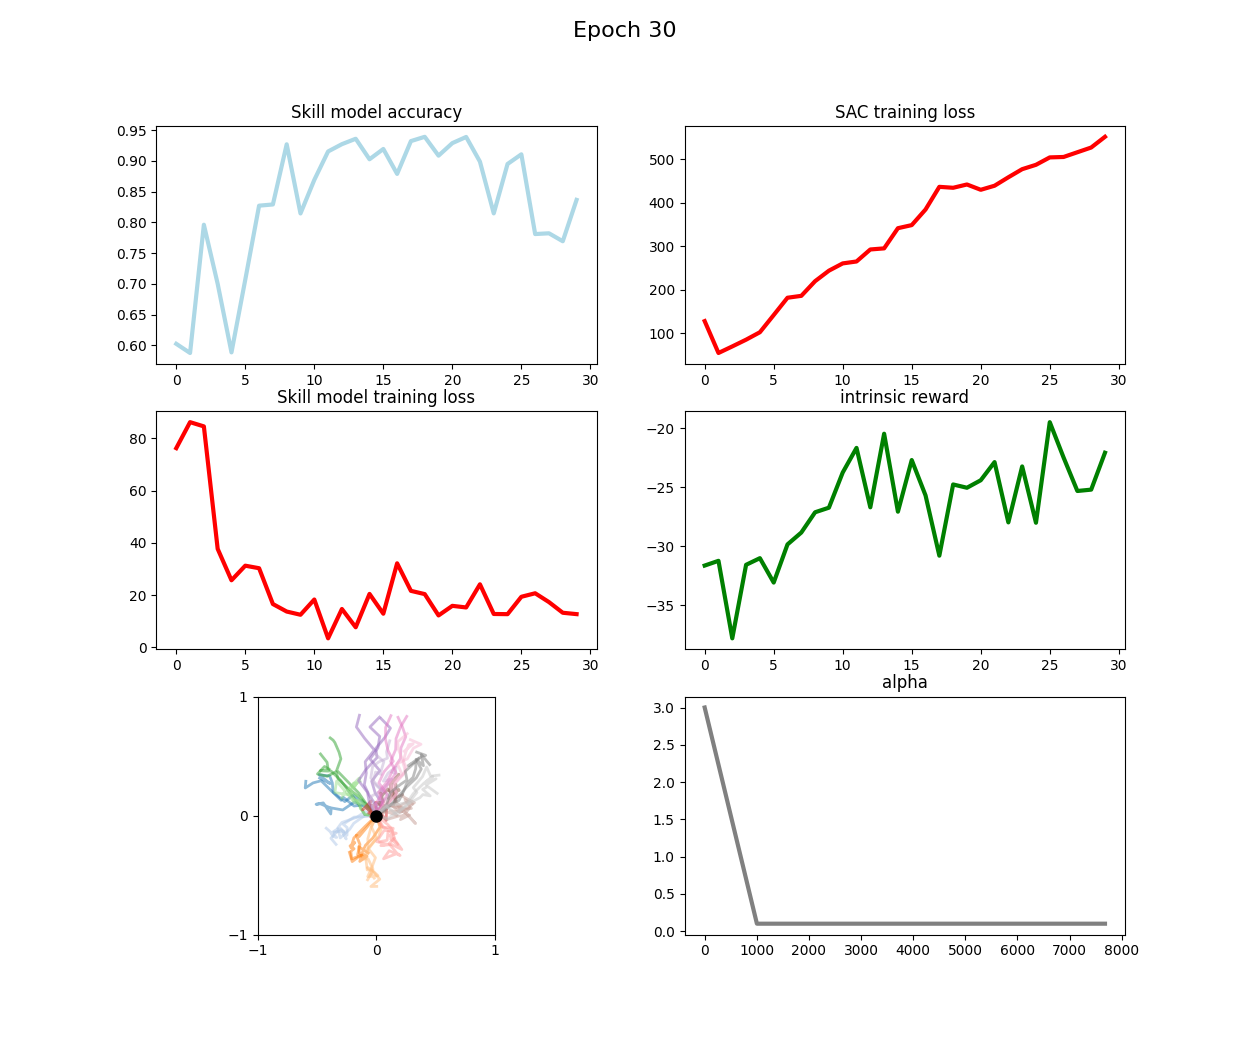 Epoch 30
Skill model accuracy
0.95
0.90
0.85
0.80
0.75
0.70
0.65
0.60
0 5 10 15 20 25 30
SAC training loss
500
400
300
200
100
0 5 10 15 20 25 30
Skill model training loss
80
60
40
20
0
0 5 10 15 20 25 30
intrinsic reward
−20
−25
−30
−35
0 5 10 15 20 25 30
1
0
−1
−1 0 1
alpha
3.0
2.5
2.0
1.5
1.0
0.5
0.0
0 1000 2000 3000 4000 5000 6000 7000 8000